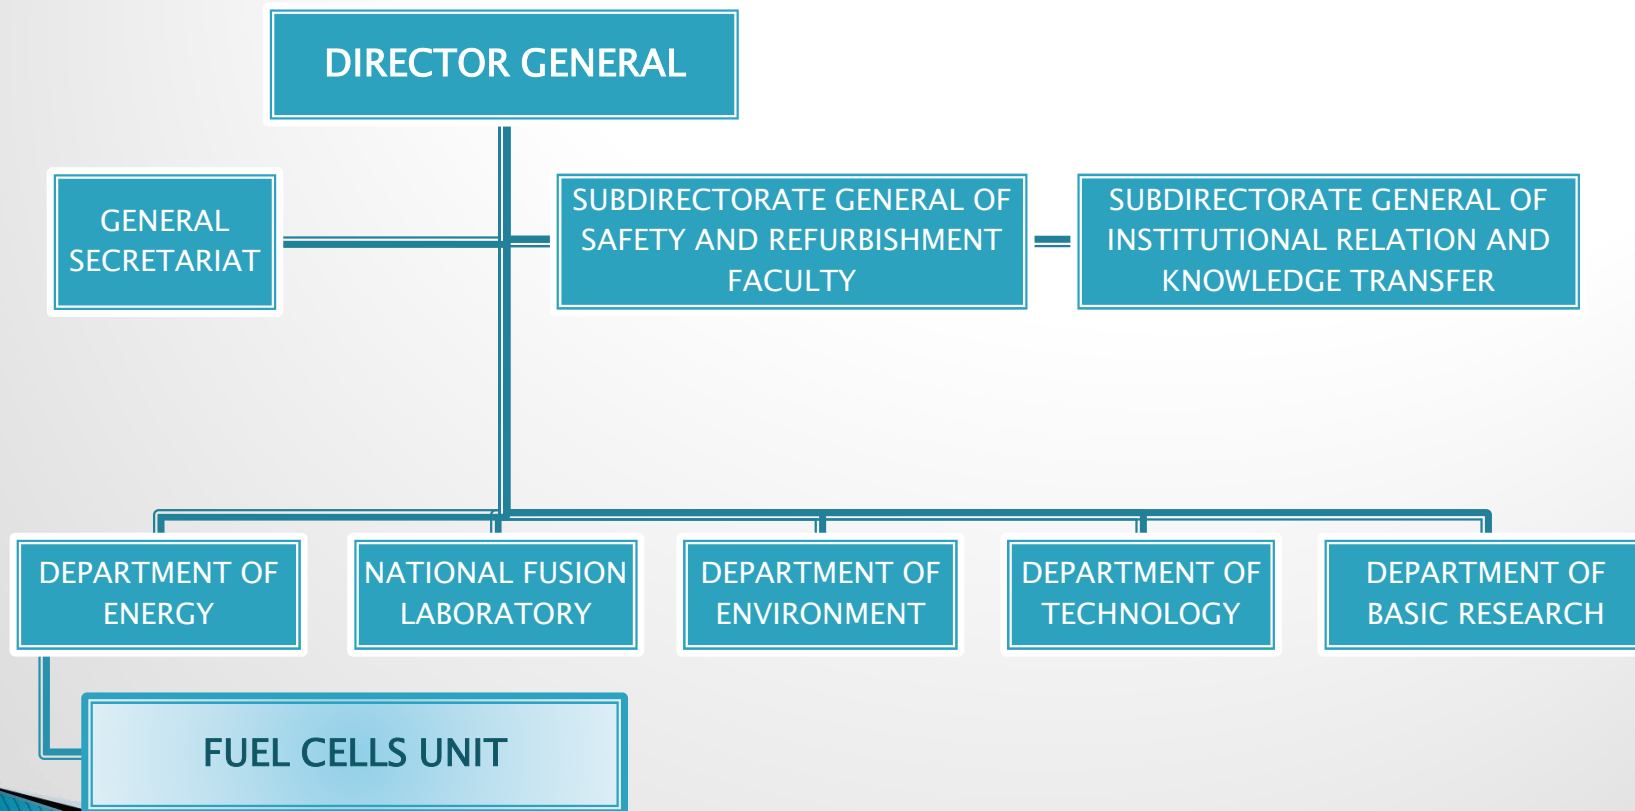 DIRECTOR GENERAL
GENERAL
SECRETARIAT
SUBDIRECTORATE GENERAL OF
SAFETY AND REFURBISHMENT
FACULTY
SUBDIRECTORATE GENERAL OF
INSTITUTIONAL RELATION AND
KNOWLEDGE TRANSFER
DEPARTMENT OF
ENERGY
NATIONAL FUSION
LABORATORY
DEPARTMENT OF
ENVIRONMENT
DEPARTMENT OF
TECHNOLOGY
DEPARTMENT OF
BASIC RESEARCH
FUEL CELLS UNIT